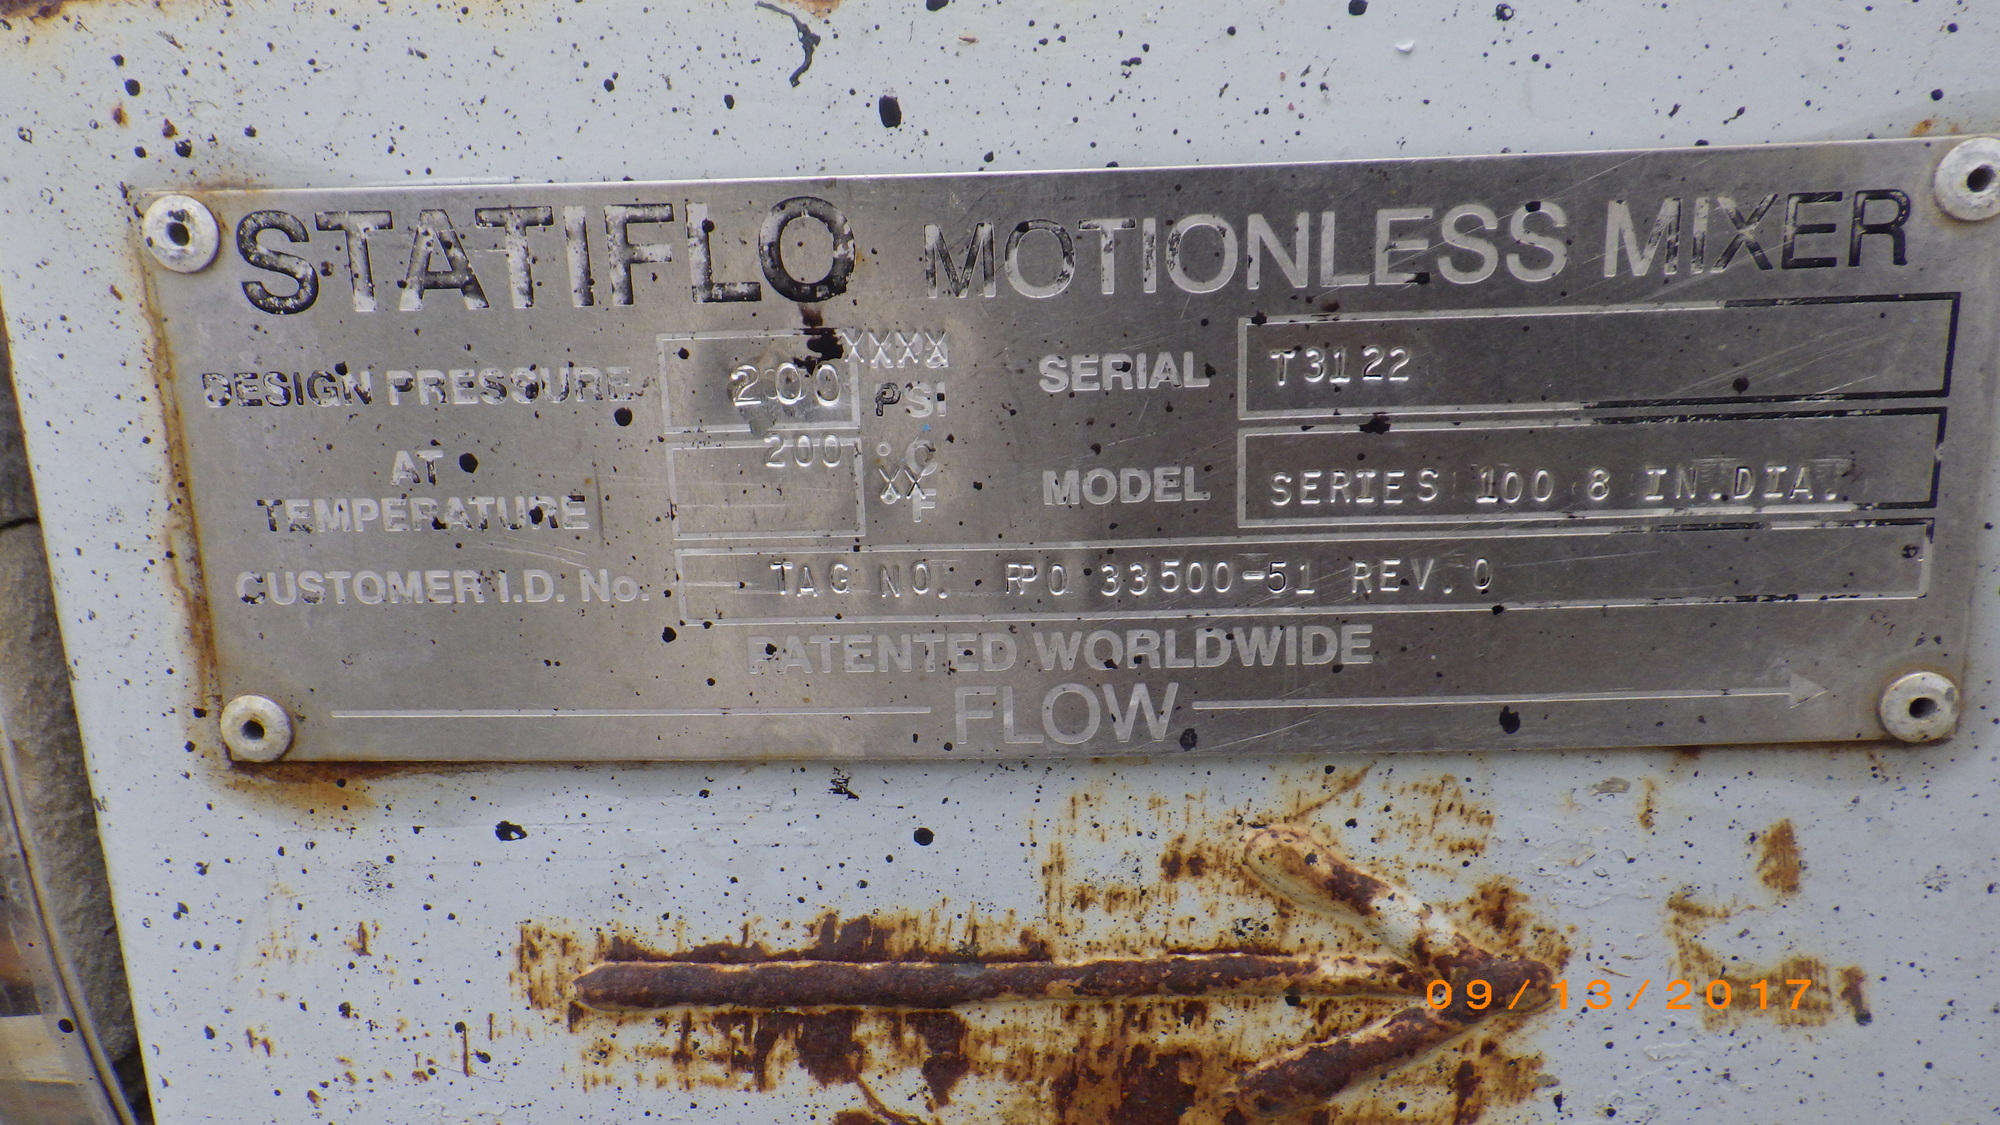 STATIFLO MOTIONLESS MIXER
DESIGN PRESSURE 200 XXXX PSI
SERIAL T3122
AT TEMPERATURE 200 °C XX °F
MODEL SERIES 100 8 IN.DIA.
CUSTOMER I.D. No. TAG NO. PO 33500-51 REV.0
PATENTED WORLDWIDE
FLOW
09/13/2017